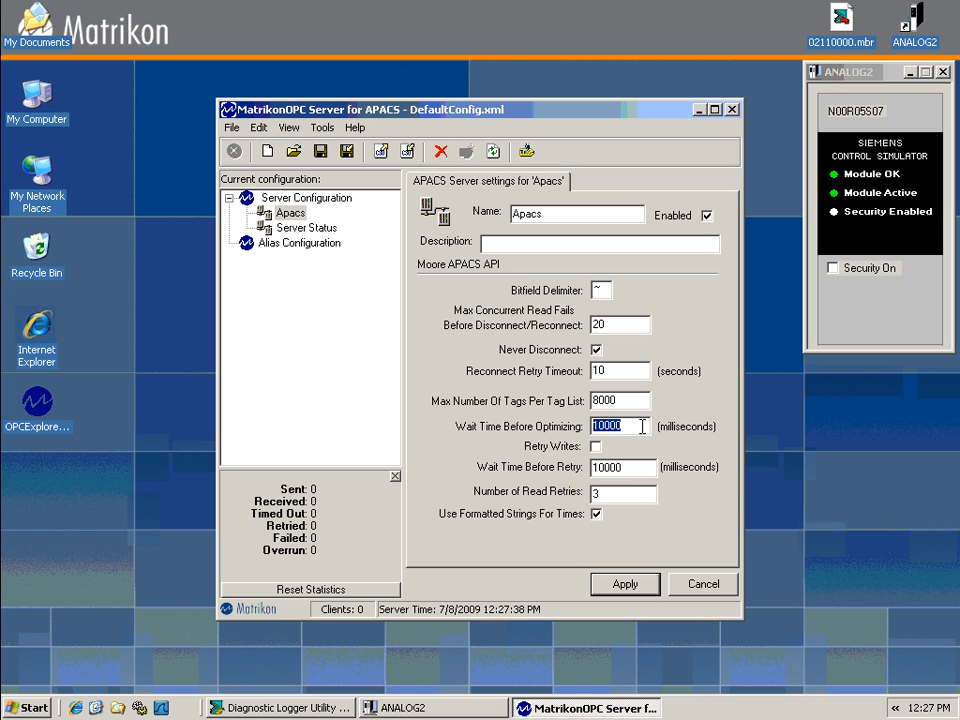 Matrikon
My Documents
02110000.mbr
ANALOG2
My Computer
My Network
Places
Recycle Bin
Internet
Explorer
OPCExplore...
ANALOG2
N00R05S07
SIEMENS
CONTROL SIMULATOR
Module OK
Module Active
Security Enabled
Security On
MatrikonOPC Server for APACS - DefaultConfig.xml
File Edit View Tools Help
Current configuration:
Server Configuration
Apacs
Server Status
Alias Configuration
Sent: 0
Received: 0
Timed Out: 0
Retried: 0
Failed: 0
Overrun: 0
Reset Statistics
APACS Server settings for 'Apacs'
Name: Apacs Enabled
Description:
Moore APACS API
Bitfield Delimiter: ~
Max Concurrent Read Fails
Before Disconnect/Reconnect: 20
Never Disconnect:
Reconnect Retry Timeout: 10 (seconds)
Max Number Of Tags Per Tag List: 8000
Wait Time Before Optimizing: 10000 (milliseconds)
Retry Writes:
Wait Time Before Retry: 10000 (milliseconds)
Number of Read Retries: 3
Use Formatted Strings For Times:
Apply Cancel
Matrikon Clients: 0 Server Time: 7/8/2009 12:27:38 PM
Start Diagnostic Logger Utility ... ANALOG2 MatrikonOPC Server f... « 12:27 PM